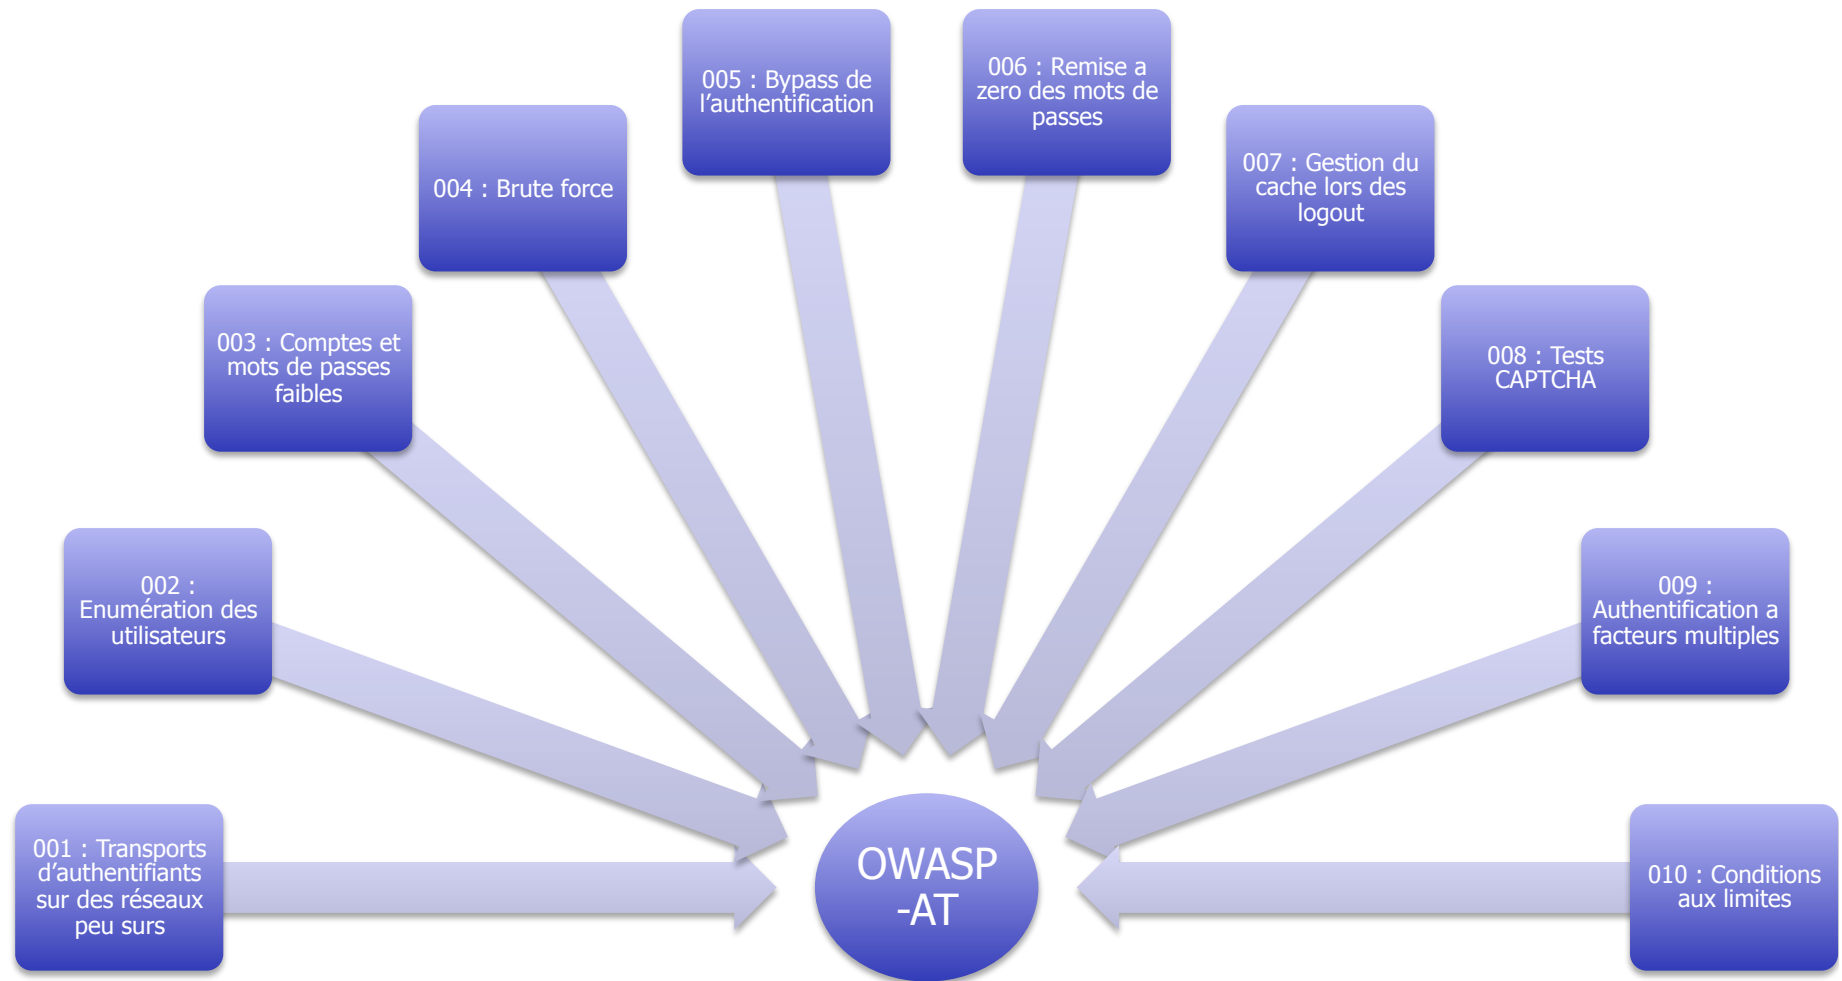 001 : Transports
d’authentifiants
sur des réseaux
peu surs
002 :
Enumération des
utilisateurs
003 : Comptes et
mots de passes
faibles
004 : Brute force
005 : Bypass de
l’authentification
006 : Remise a
zero des mots de
passes
007 : Gestion du
cache lors des
logout
008 : Tests
CAPTCHA
009 :
Authentification a
facteurs multiples
010 : Conditions
aux limites
OWASP
-AT